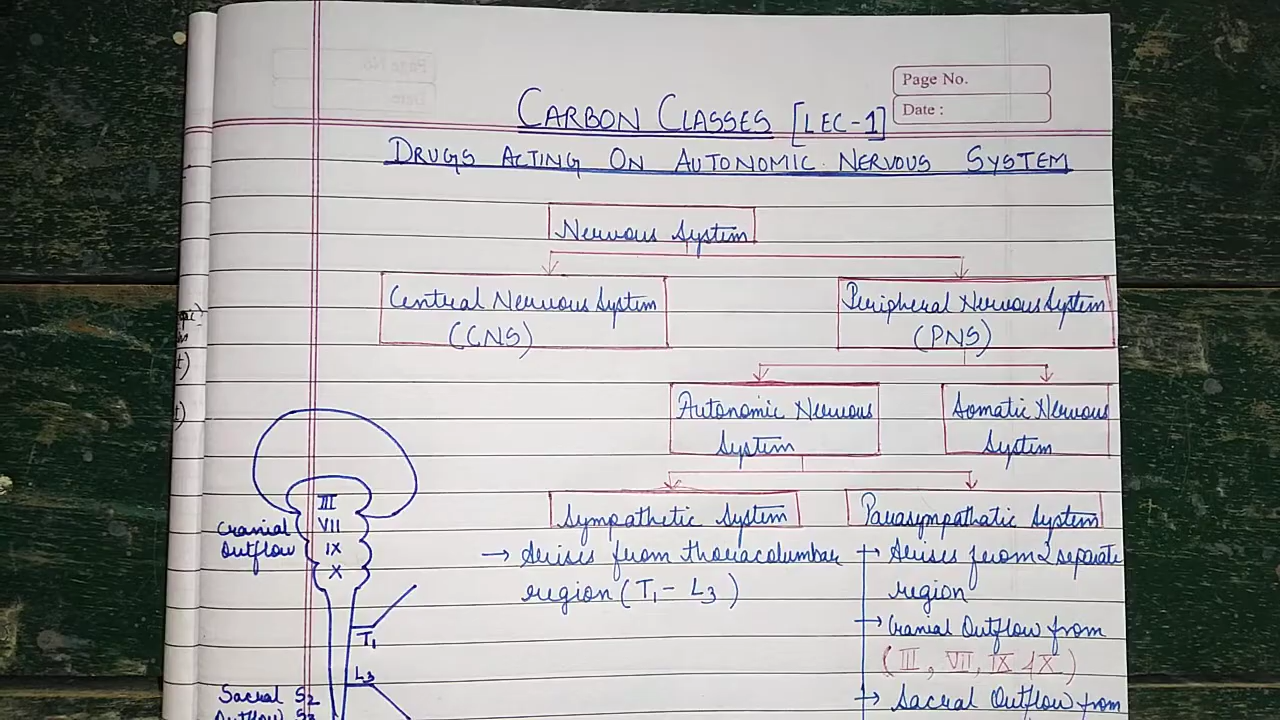 Page No.
Date :
CARBON CLASSES [LEC-1]
DRUGS ACTING ON AUTONOMIC NERVOUS SYSTEM
Nervous System
Central Nervous System
(CNS)
Peripheral Nervous System
(PNS)
Autonomic Nervous
System
Somatic Nervous
System
Sympathetic System
→ Arises from thoracolumbar
region (T1 - L3)
Parasympathatic System
→ Arises from 2 separate
region
→ Cranial Outflow from
(III, VII, IX & X)
→ Sacral Outflow from
Cranial
Outflow
III
VII
IX
X
T1
L3
Sacral S2
Outflow S3